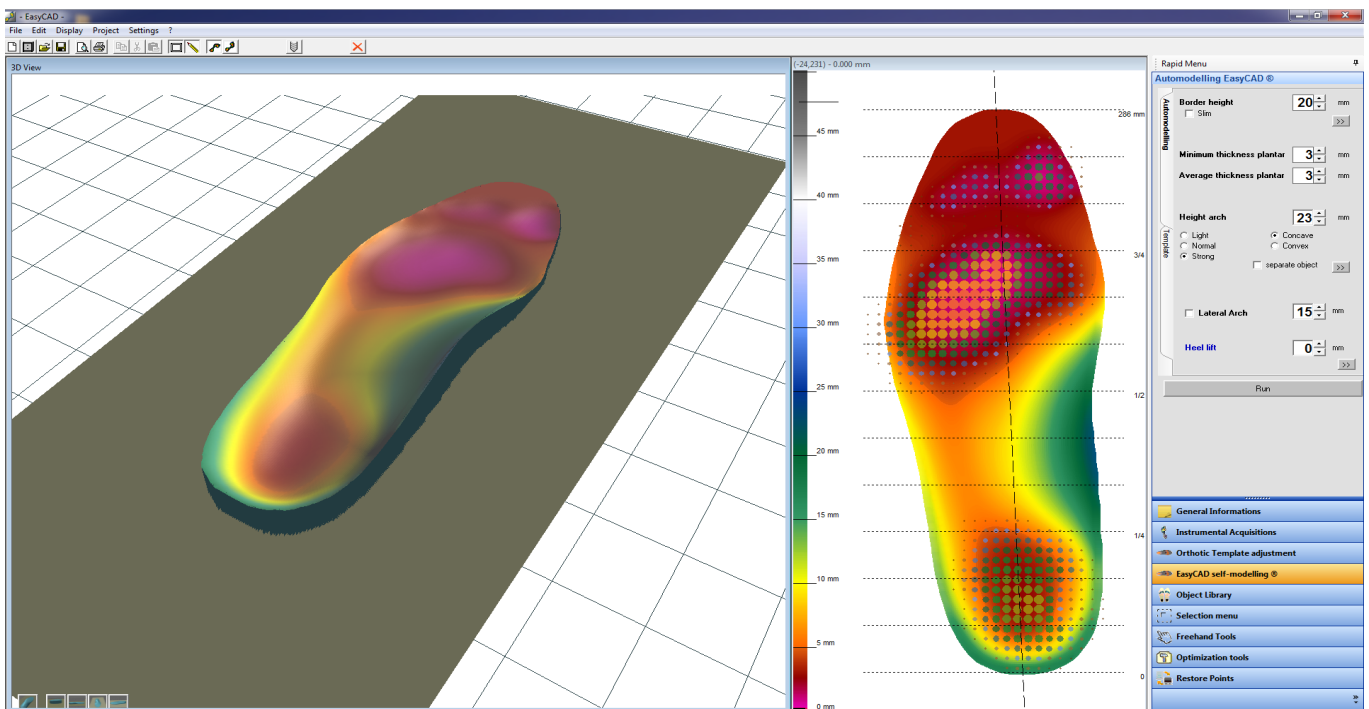 - EasyCAD -
File Edit Display Project Settings ?
3D View
(-24,231) - 0.000 mm
45 mm
40 mm
35 mm
30 mm
25 mm
20 mm
15 mm
10 mm
5 mm
0 mm
286 mm
3/4
1/2
1/4
0
Rapid Menu
Automodelling EasyCAD ®
Automodelling
Template
Border height 20 mm
Slim >>
Minimum thickness plantar 3 mm
Average thickness plantar 3 mm
Height arch 23 mm
Light Concave
Normal Convex
Strong
separate object >>
Lateral Arch 15 mm
Heel lift 0 mm
>>
Run
General Informations
Instrumental Acquisitions
Orthotic Template adjustment
EasyCAD self-modelling ®
Object Library
Selection menu
Freehand Tools
Optimization tools
Restore Points